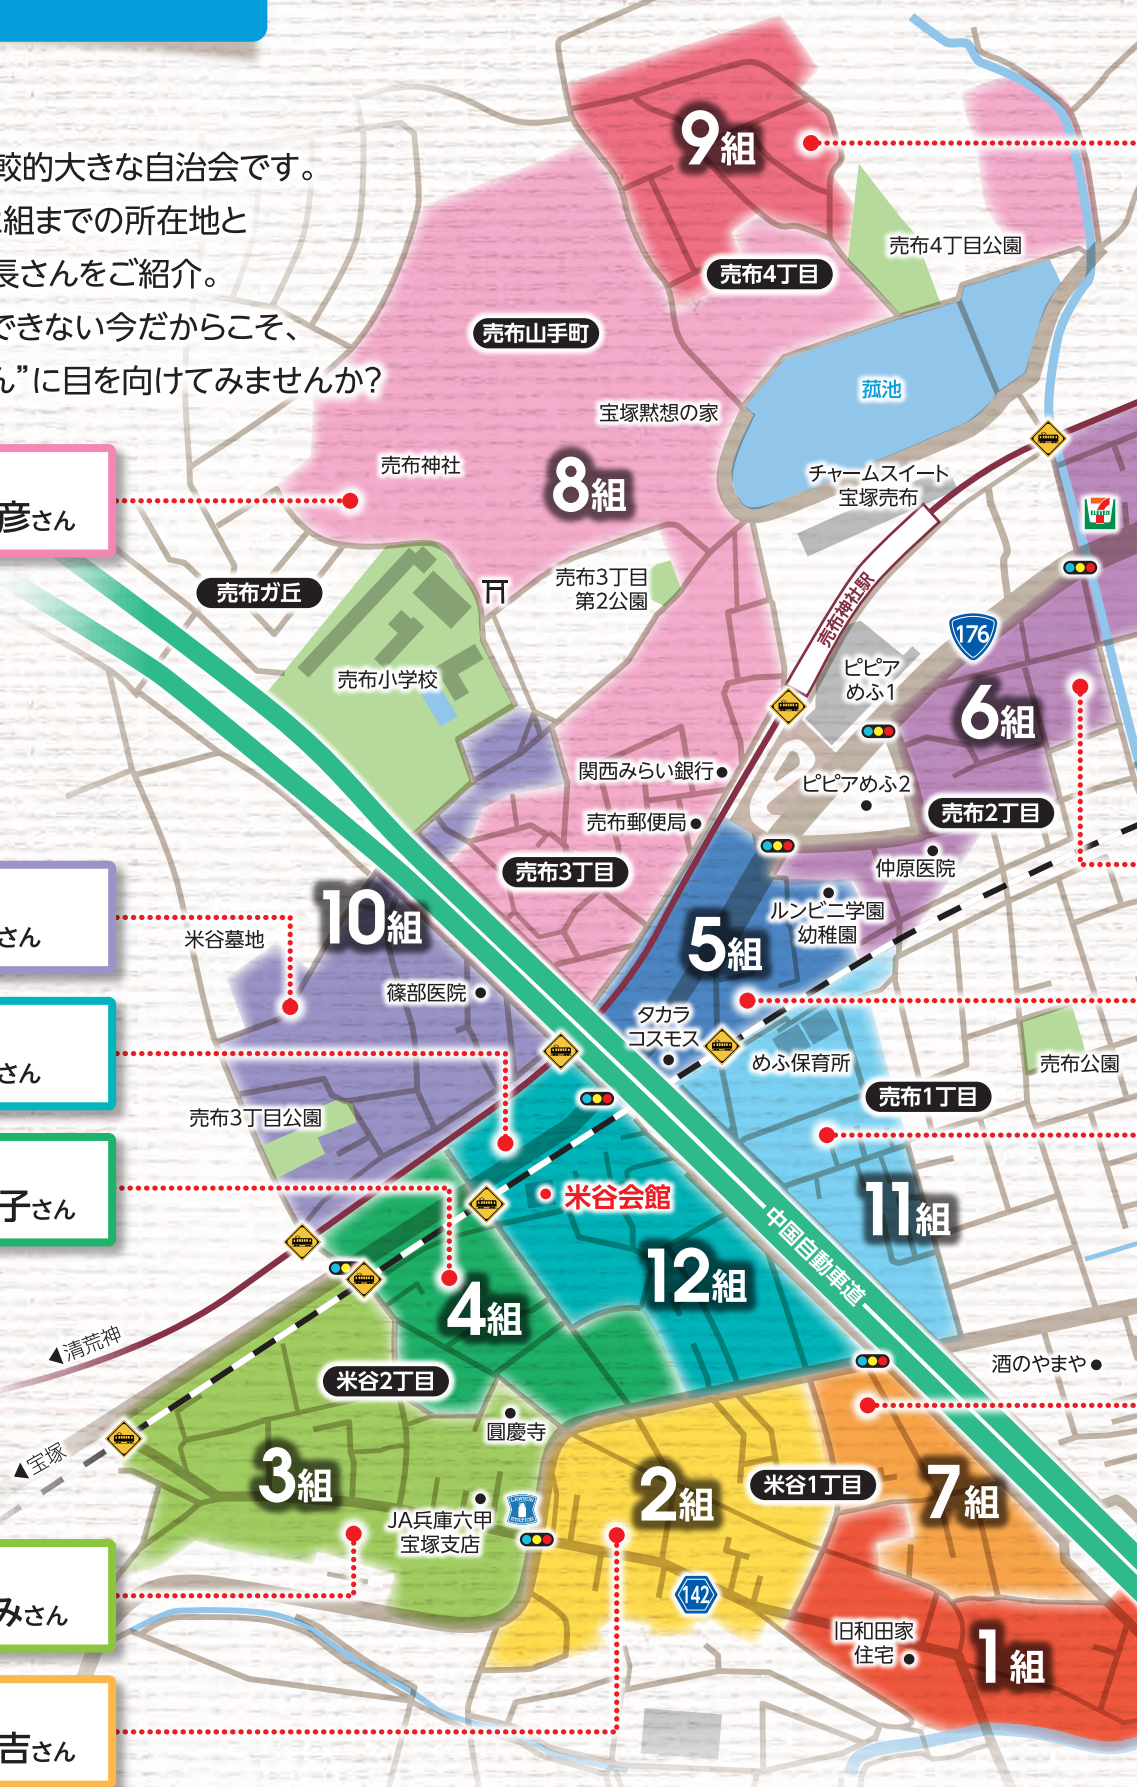 較的大きな自治会です。
組までの所在地と
長さんをご紹介。
できない今だからこそ、
ん”に目を向けてみませんか?
9組
売布4丁目公園
売布4丁目
売布山手町
菰池
宝塚黙想の家
売布神社
8組
チャームスイート
宝塚売布
彦さん
ELEVEN
売布3丁目
第2公園
売布ガ丘
売布神社駅
176
売布小学校
ピピア
めふ1
6組
関西みらい銀行
ピピアめふ2
売布郵便局
売布2丁目
仲原医院
売布3丁目
10組
ルンビニ学園
幼稚園
5組
さん
米谷墓地
篠部医院
タカラ
コスモス
めふ保育所
売布公園
さん
売布1丁目
売布3丁目公園
米谷会館
子さん
11組
中国自動車道
12組
4組
清荒神
酒のやまや
米谷2丁目
圓慶寺
宝塚
3組
2組
米谷1丁目
7組
LAWSON
STATION
JA兵庫六甲
宝塚支店
142
みさん
旧和田家
住宅
1組
吉さん